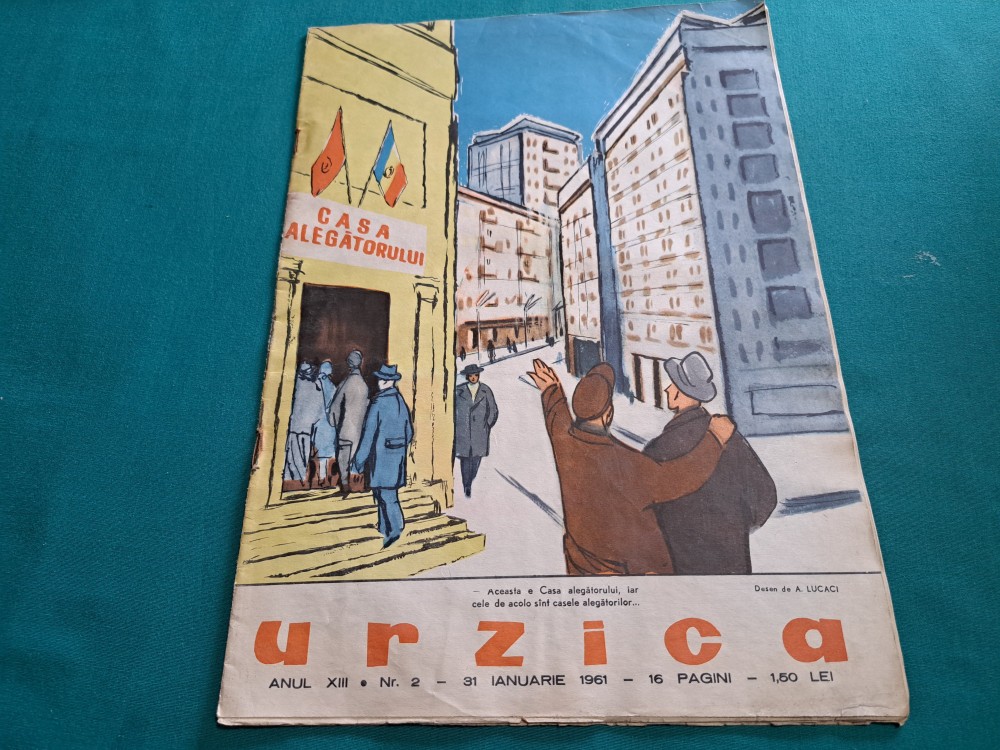 CASA
ALEGĂTORULUI
— Aceasta e Casa alegătorului, iar
cele de acolo sînt casele alegătorilor...
Desen de A. LUCACI
urzica
ANUL XIII • Nr. 2 — 31 IANUARIE 1961 — 16 PAGINI — 1,50 LEI